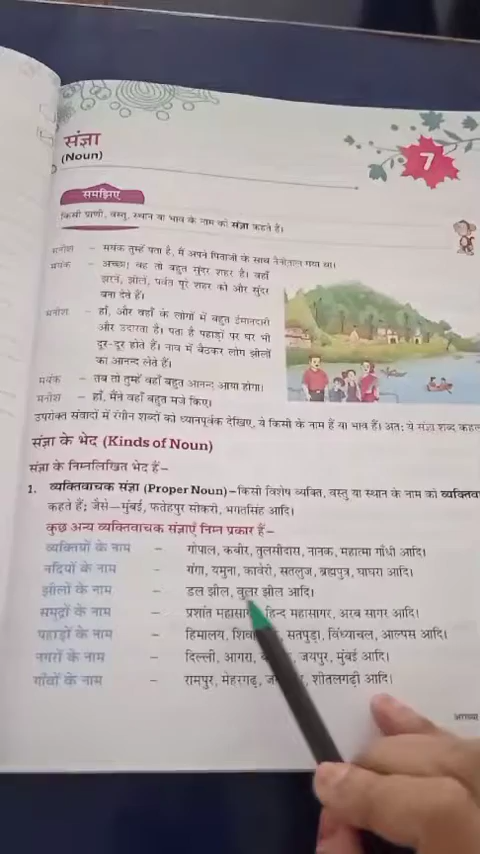 संज्ञा
(Noun)
7
समझिए
किसी प्राणी, वस्तु, स्थान या भाव के नाम को संज्ञा कहते हैं।
मनोश – मयंक तुम्हें पता है, मैं अपने पिताजी के साथ नैनीताल गया था।
मयंक – अच्छा! वह तो बहुत सुंदर शहर है। वहाँ
झरने, झीलें, पर्वत पूरे शहर को और सुंदर
बना देते हैं।
मनोश – हाँ, और वहाँ के लोगों में बहुत ईमानदारी
और उदारता है। पता है पहाड़ों पर घर भी
दूर-दूर होते हैं। नाव में बैठकर लोग झीलों
का आनन्द लेते हैं।
मयंक – तब तो तुम्हें वहाँ बहुत आनन्द आया होगा।
मनोश – हाँ, मैंने वहाँ बहुत मजे किए।
उपरोक्त संवादों में रंगीन शब्दों को ध्यानपूर्वक देखिए, ये किसी के नाम हैं या भाव हैं। अतः ये संज्ञा शब्द कहल
संज्ञा के भेद (Kinds of Noun)
संज्ञा के निम्नलिखित भेद हैं–
1. व्यक्तिवाचक संज्ञा (Proper Noun)–किसी विशेष व्यक्ति, वस्तु या स्थान के नाम को व्यक्तिवा
कहते हैं; जैसे–मुंबई, फतेहपुर सीकरी, भगतसिंह आदि।
कुछ अन्य व्यक्तिवाचक संज्ञाएँ निम्न प्रकार हैं–
व्यक्तियों के नाम – गोपाल, कबीर, तुलसीदास, नानक, महात्मा गाँधी आदि।
नदियों के नाम – गंगा, यमुना, कावेरी, सतलुज, ब्रह्मपुत्र, घाघरा आदि।
झीलों के नाम – डल झील, वुलर झील आदि।
समुद्रों के नाम – प्रशांत महासाग हिन्द महासागर, अरब सागर आदि।
पहाड़ों के नाम – हिमालय, शिवा सतपुड़ा, विंध्याचल, आल्पस आदि।
नगरों के नाम – दिल्ली, आगरा, जयपुर, मुंबई आदि।
गाँवों के नाम – रामपुर, मेहरगढ़, शीतलगढ़ी आदि।